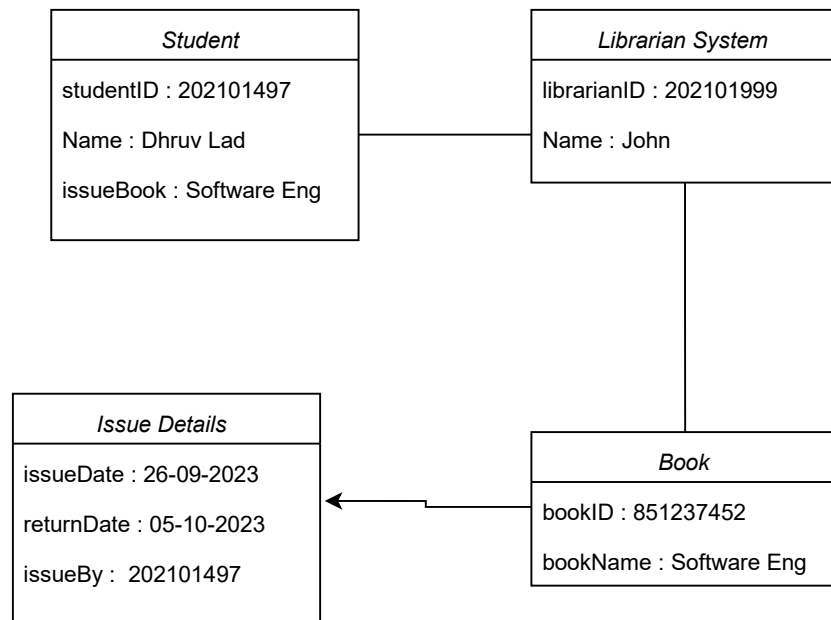 Student
studentID : 202101497
Name : Dhruv Lad
issueBook : Software Eng
Librarian System
librarianID : 202101999
Name : John
Issue Details
issueDate : 26-09-2023
returnDate : 05-10-2023
issueBy :  202101497
Book
bookID : 851237452
bookName : Software Eng